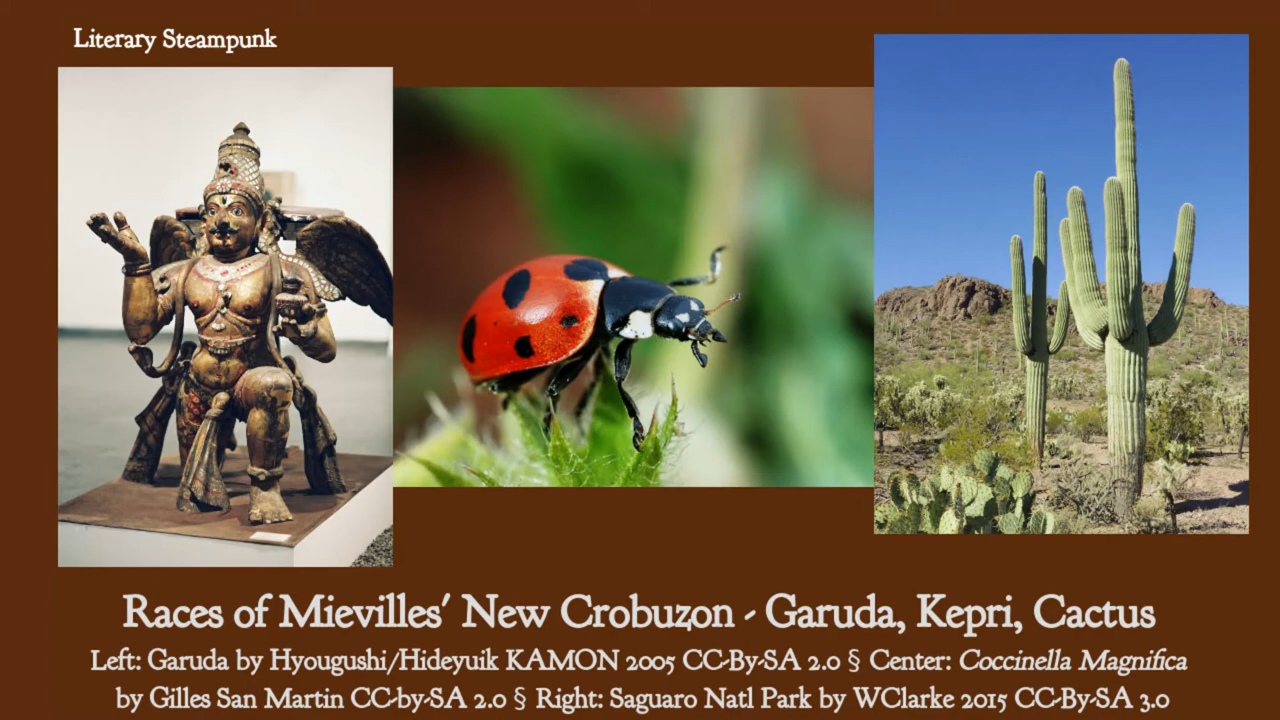 Literary Steampunk
Races of Mievilles' New Crobuzon - Garuda, Kepri, Cactus
Left: Garuda by Hyougushi/Hideyuik KAMON 2005 CC-By-SA 2.0 § Center: Coccinella Magnifica
by Gilles San Martin CC-by-SA 2.0 § Right: Saguaro Natl Park by WClarke 2015 CC-By-SA 3.0